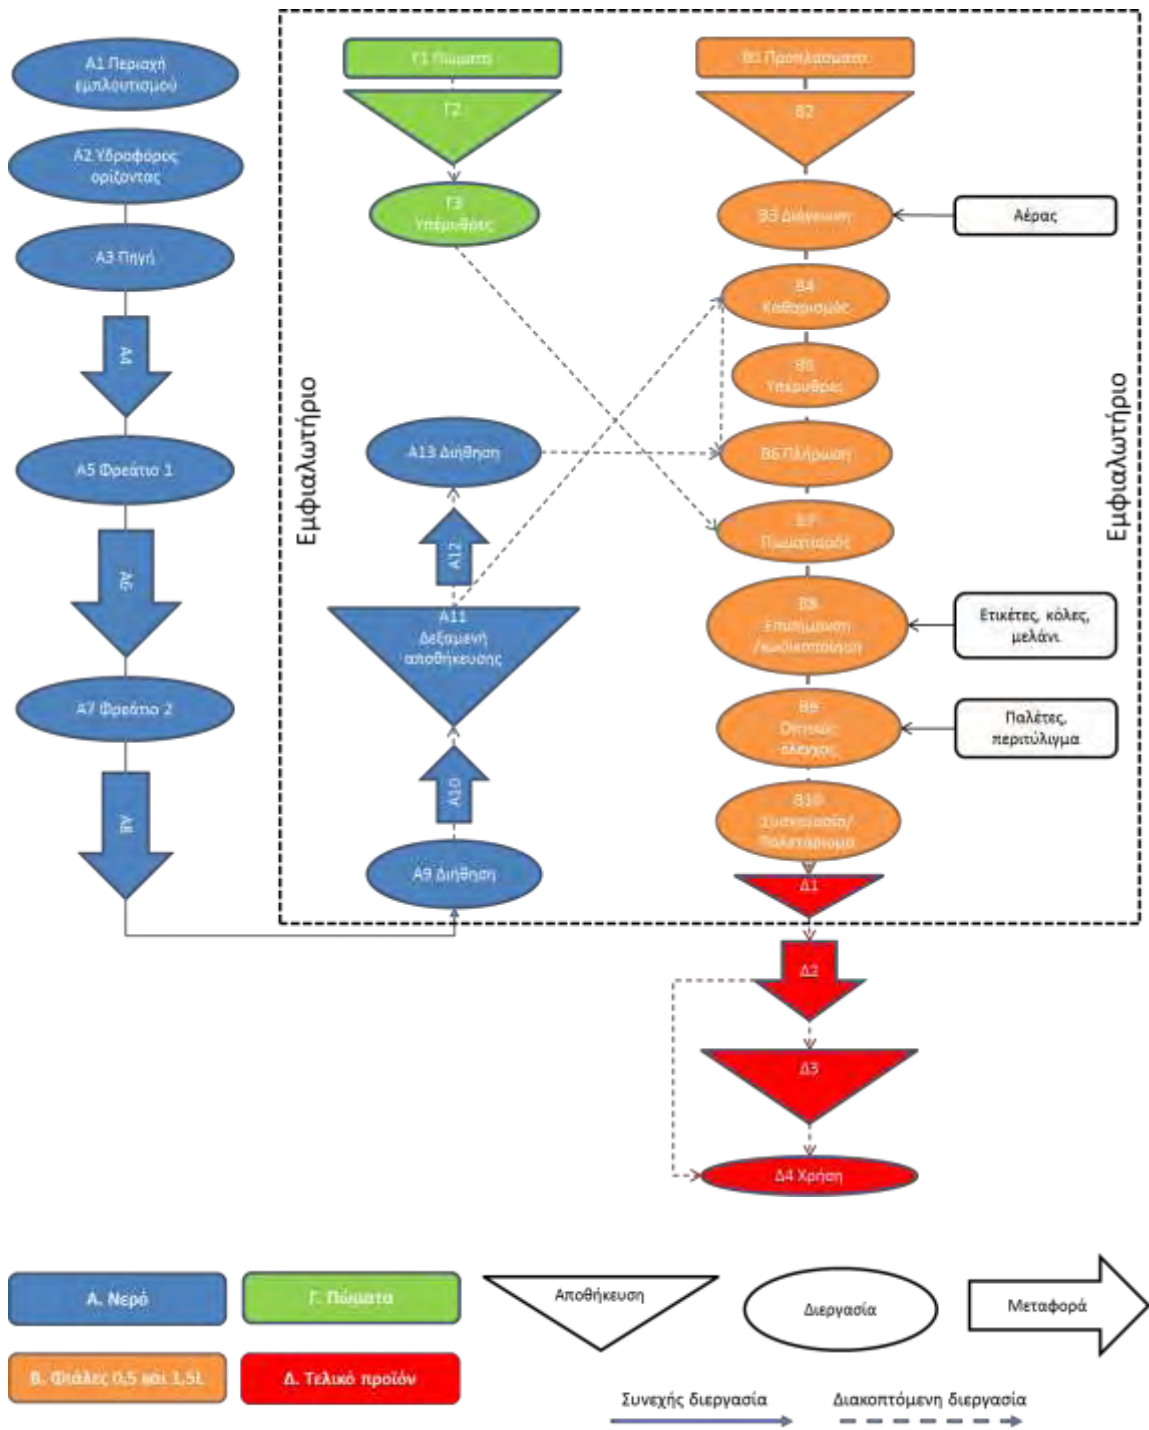 Α1 Περιοχή
εμπλουτισμού
Α2 Υδροφόρος
ορίζοντας
Α3 Πηγή
Α4
Α5 Φρεάτιο 1
Α6
Α7 Φρεάτιο 2
Α8
Εμφιαλωτήριο
Γ1 Πώματα
Γ2
Γ3
Υπέρυθρες
Α13 Διήθηση
Α12
Α11
Δεξαμενή
αποθήκευσης
Α10
Α9 Διήθηση
Β1 Προπλάσματα
Β2
Β3 Διόγκωση
Β4
Καθαρισμός
Β5
Υπέρυθρες
Β6 Πλήρωση
Β7
Πωματισμός
Β8
Επισήμανση
/κωδικοποίηση
Β9
Οπτικός
έλεγχος
Β10
Συσκευασία/
Παλετάρισμα
Αέρας
Ετικέτες, κόλες,
μελάνι
Παλέτες,
περιτύλιγμα
Εμφιαλωτήριο
Δ1
Δ2
Δ3
Δ4 Χρήση
Α. Νερό
Γ. Πώματα
Β. Φιάλες 0,5 και 1,5L
Δ. Τελικό προϊόν
Αποθήκευση
Διεργασία
Μεταφορά
Συνεχής διεργασία
Διακοπτόμενη διεργασία